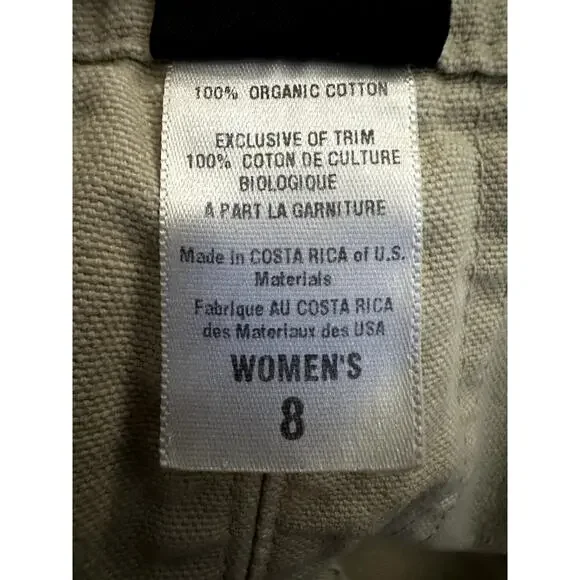 100% ORGANIC COTTON
EXCLUSIVE OF TRIM
100% COTON DE CULTURE
BIOLOGIQUE
A PART LA GARNITURE
Made in COSTA RICA of U.S.
Materials
Fabrique AU COSTA RICA
des Materiaux des USA
WOMEN'S
8